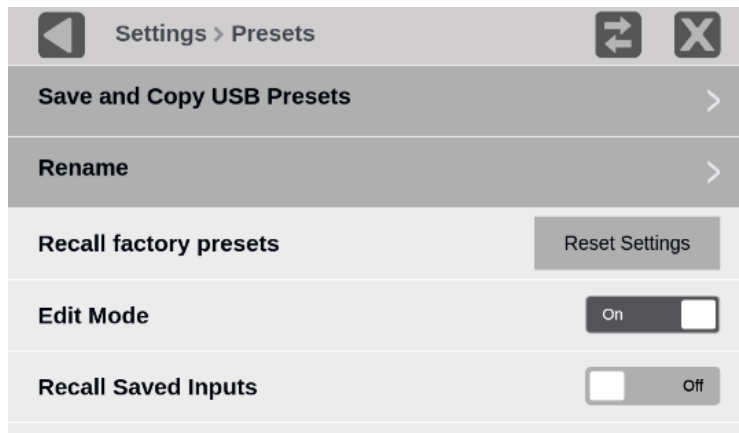 Settings > Presets
Save and Copy USB Presets
Rename
Recall factory presets
Reset Settings
Edit Mode
On
Recall Saved Inputs
Off